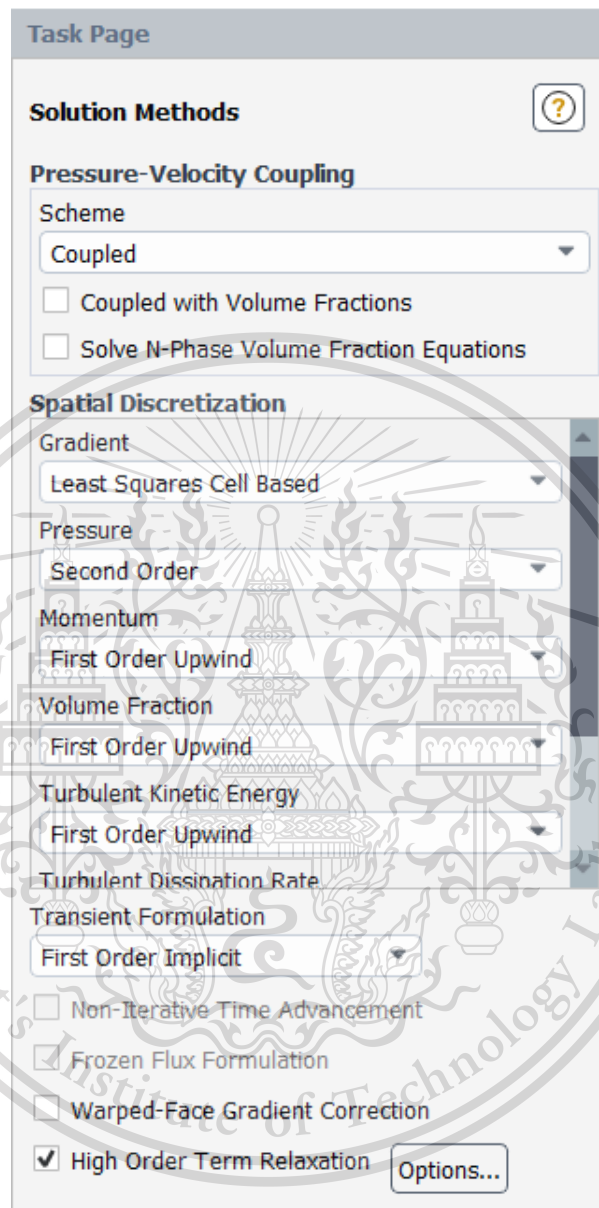 Task Page
Solution Methods
?
Pressure-Velocity Coupling
Scheme
Coupled
Coupled with Volume Fractions
Solve N-Phase Volume Fraction Equations
Spatial Discretization
Gradient
Least Squares Cell Based
Pressure
Second Order
Momentum
First Order Upwind
Volume Fraction
First Order Upwind
Turbulent Kinetic Energy
First Order Upwind
Turbulent Dissipation Rate
Transient Formulation
First Order Implicit
Non-Iterative Time Advancement
Frozen Flux Formulation
Warped-Face Gradient Correction
High Order Term Relaxation
Options...
's Institute of Technology